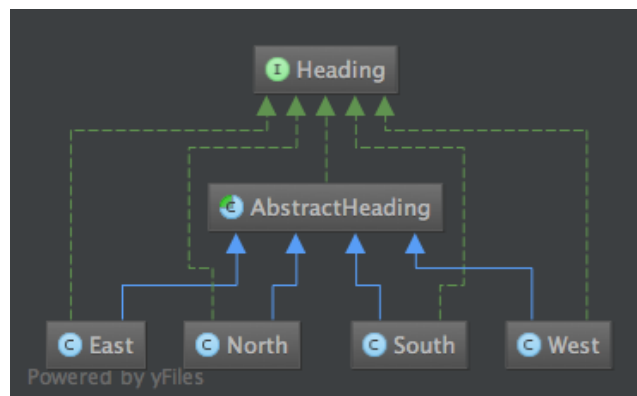 I Heading
C AbstractHeading
C East
C North
C South
C West
Powered by yFiles